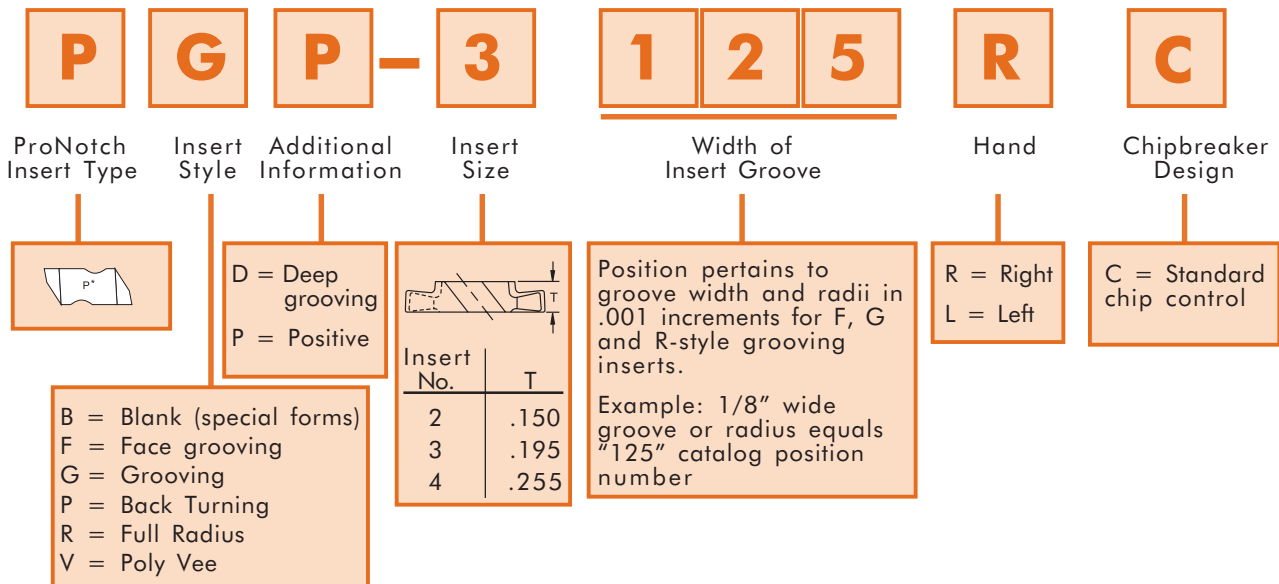 P G P – 3 1 2 5 R C
ProNotch
Insert Type
Insert
Style
Additional
Information
Insert
Size
Width of
Insert Groove
Hand
Chipbreaker
Design
P*
D = Deep
grooving
P = Positive
T
Insert
No. T
2 .150
3 .195
4 .255
Position pertains to
groove width and radii in
.001 increments for F, G
and R-style grooving
inserts.
Example: 1/8” wide
groove or radius equals
“125” catalog position
number
R = Right
L = Left
C = Standard
chip control
B = Blank (special forms)
F = Face grooving
G = Grooving
P = Back Turning
R = Full Radius
V = Poly Vee